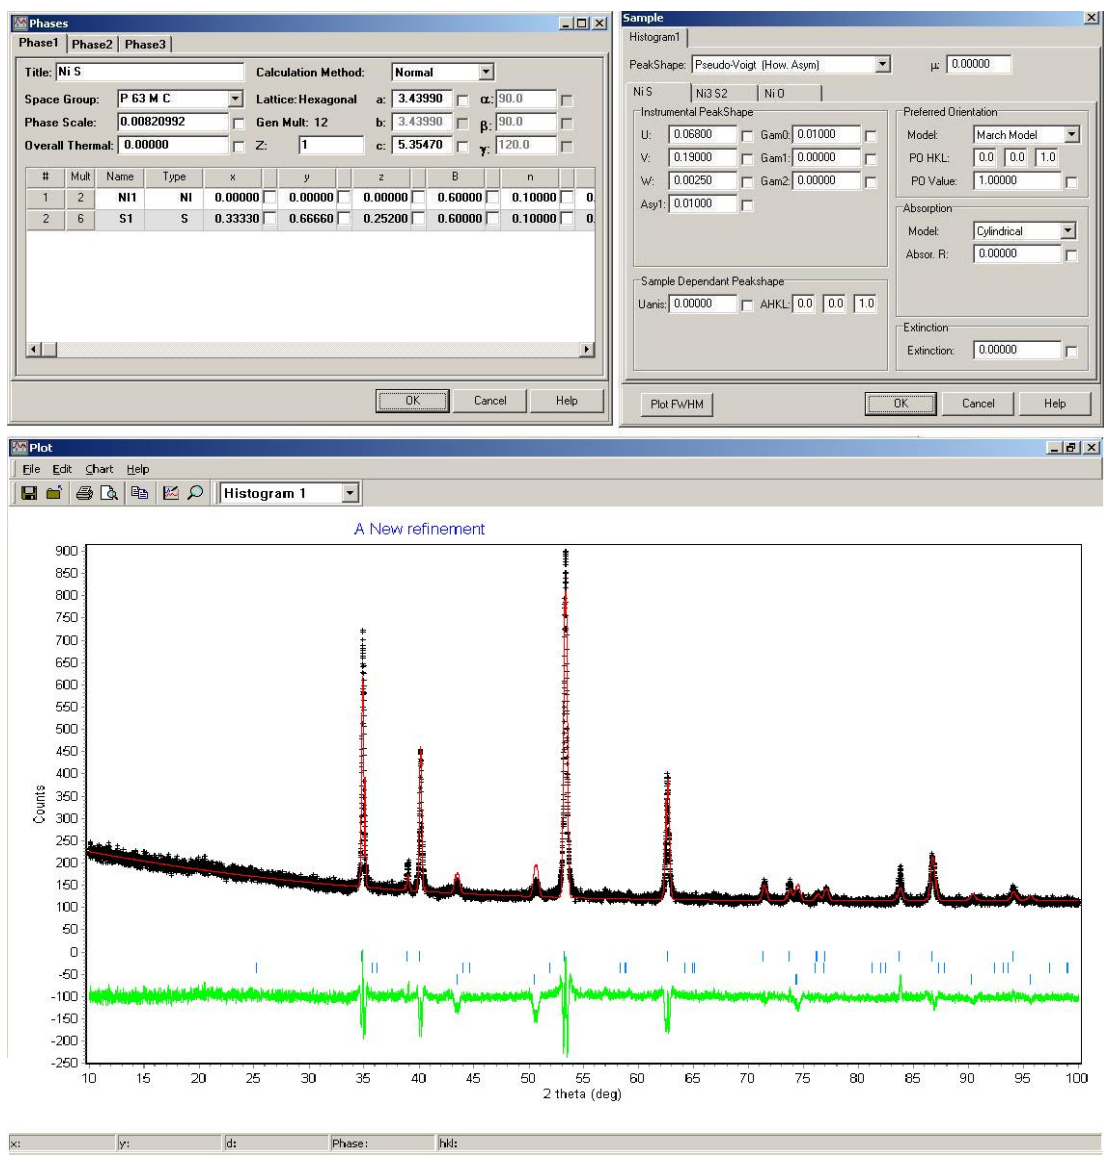 Phases
Phase1 Phase2 Phase3
Title: Ni S Calculation Method: Normal
Space Group: P 63 M C Lattice: Hexagonal a: 3.43990 α: 90.0
Phase Scale: 0.00820992 Gen Mult: 12 b: 3.43990 β: 90.0
Overall Thermal: 0.00000 Z: 1 c: 5.35470 γ: 120.0
# Mult Name Type x y z B n
1 2 NI1 NI 0.00000 0.00000 0.00000 0.60000 0.10000 0.
2 6 S1 S 0.33330 0.66660 0.25200 0.60000 0.10000 0.
OK Cancel Help
Sample
Histogram1
PeakShape: Pseudo-Voigt (How. Asym) μ: 0.00000
Ni S Ni3 S2 Ni O
Instrumental PeakShape
U: 0.06800 Gam0: 0.01000
V: 0.19000 Gam1: 0.00000
W: 0.00250 Gam2: 0.00000
Asy1: 0.01000
Sample Dependant Peakshape
Uanis: 0.00000 AHKL: 0.0 0.0 1.0
Preferred Orientation
Model: March Model
PO HKL: 0.0 0.0 1.0
PO Value: 1.00000
Absorption
Model: Cylindrical
Absor. R: 0.00000
Extinction
Extinction: 0.00000
Plot FWHM OK Cancel Help
Plot
File Edit Chart Help
Histogram 1
A New refinement
900
850
800
750
700
650
600
550
500
450
400
350
300
250
200
150
100
50
0
-50
-100
-150
-200
-250
Counts
10 15 20 25 30 35 40 45 50 55 60 65 70 75 80 85 90 95 100
2 theta (deg)
x: y: d: Phase: hkl: